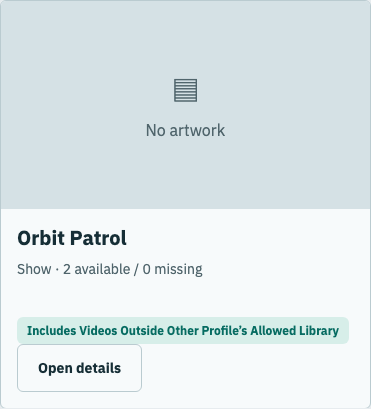 No artwork
Orbit Patrol
Show · 2 available / 0 missing
Includes Videos Outside Other Profile’s Allowed Library
Open details